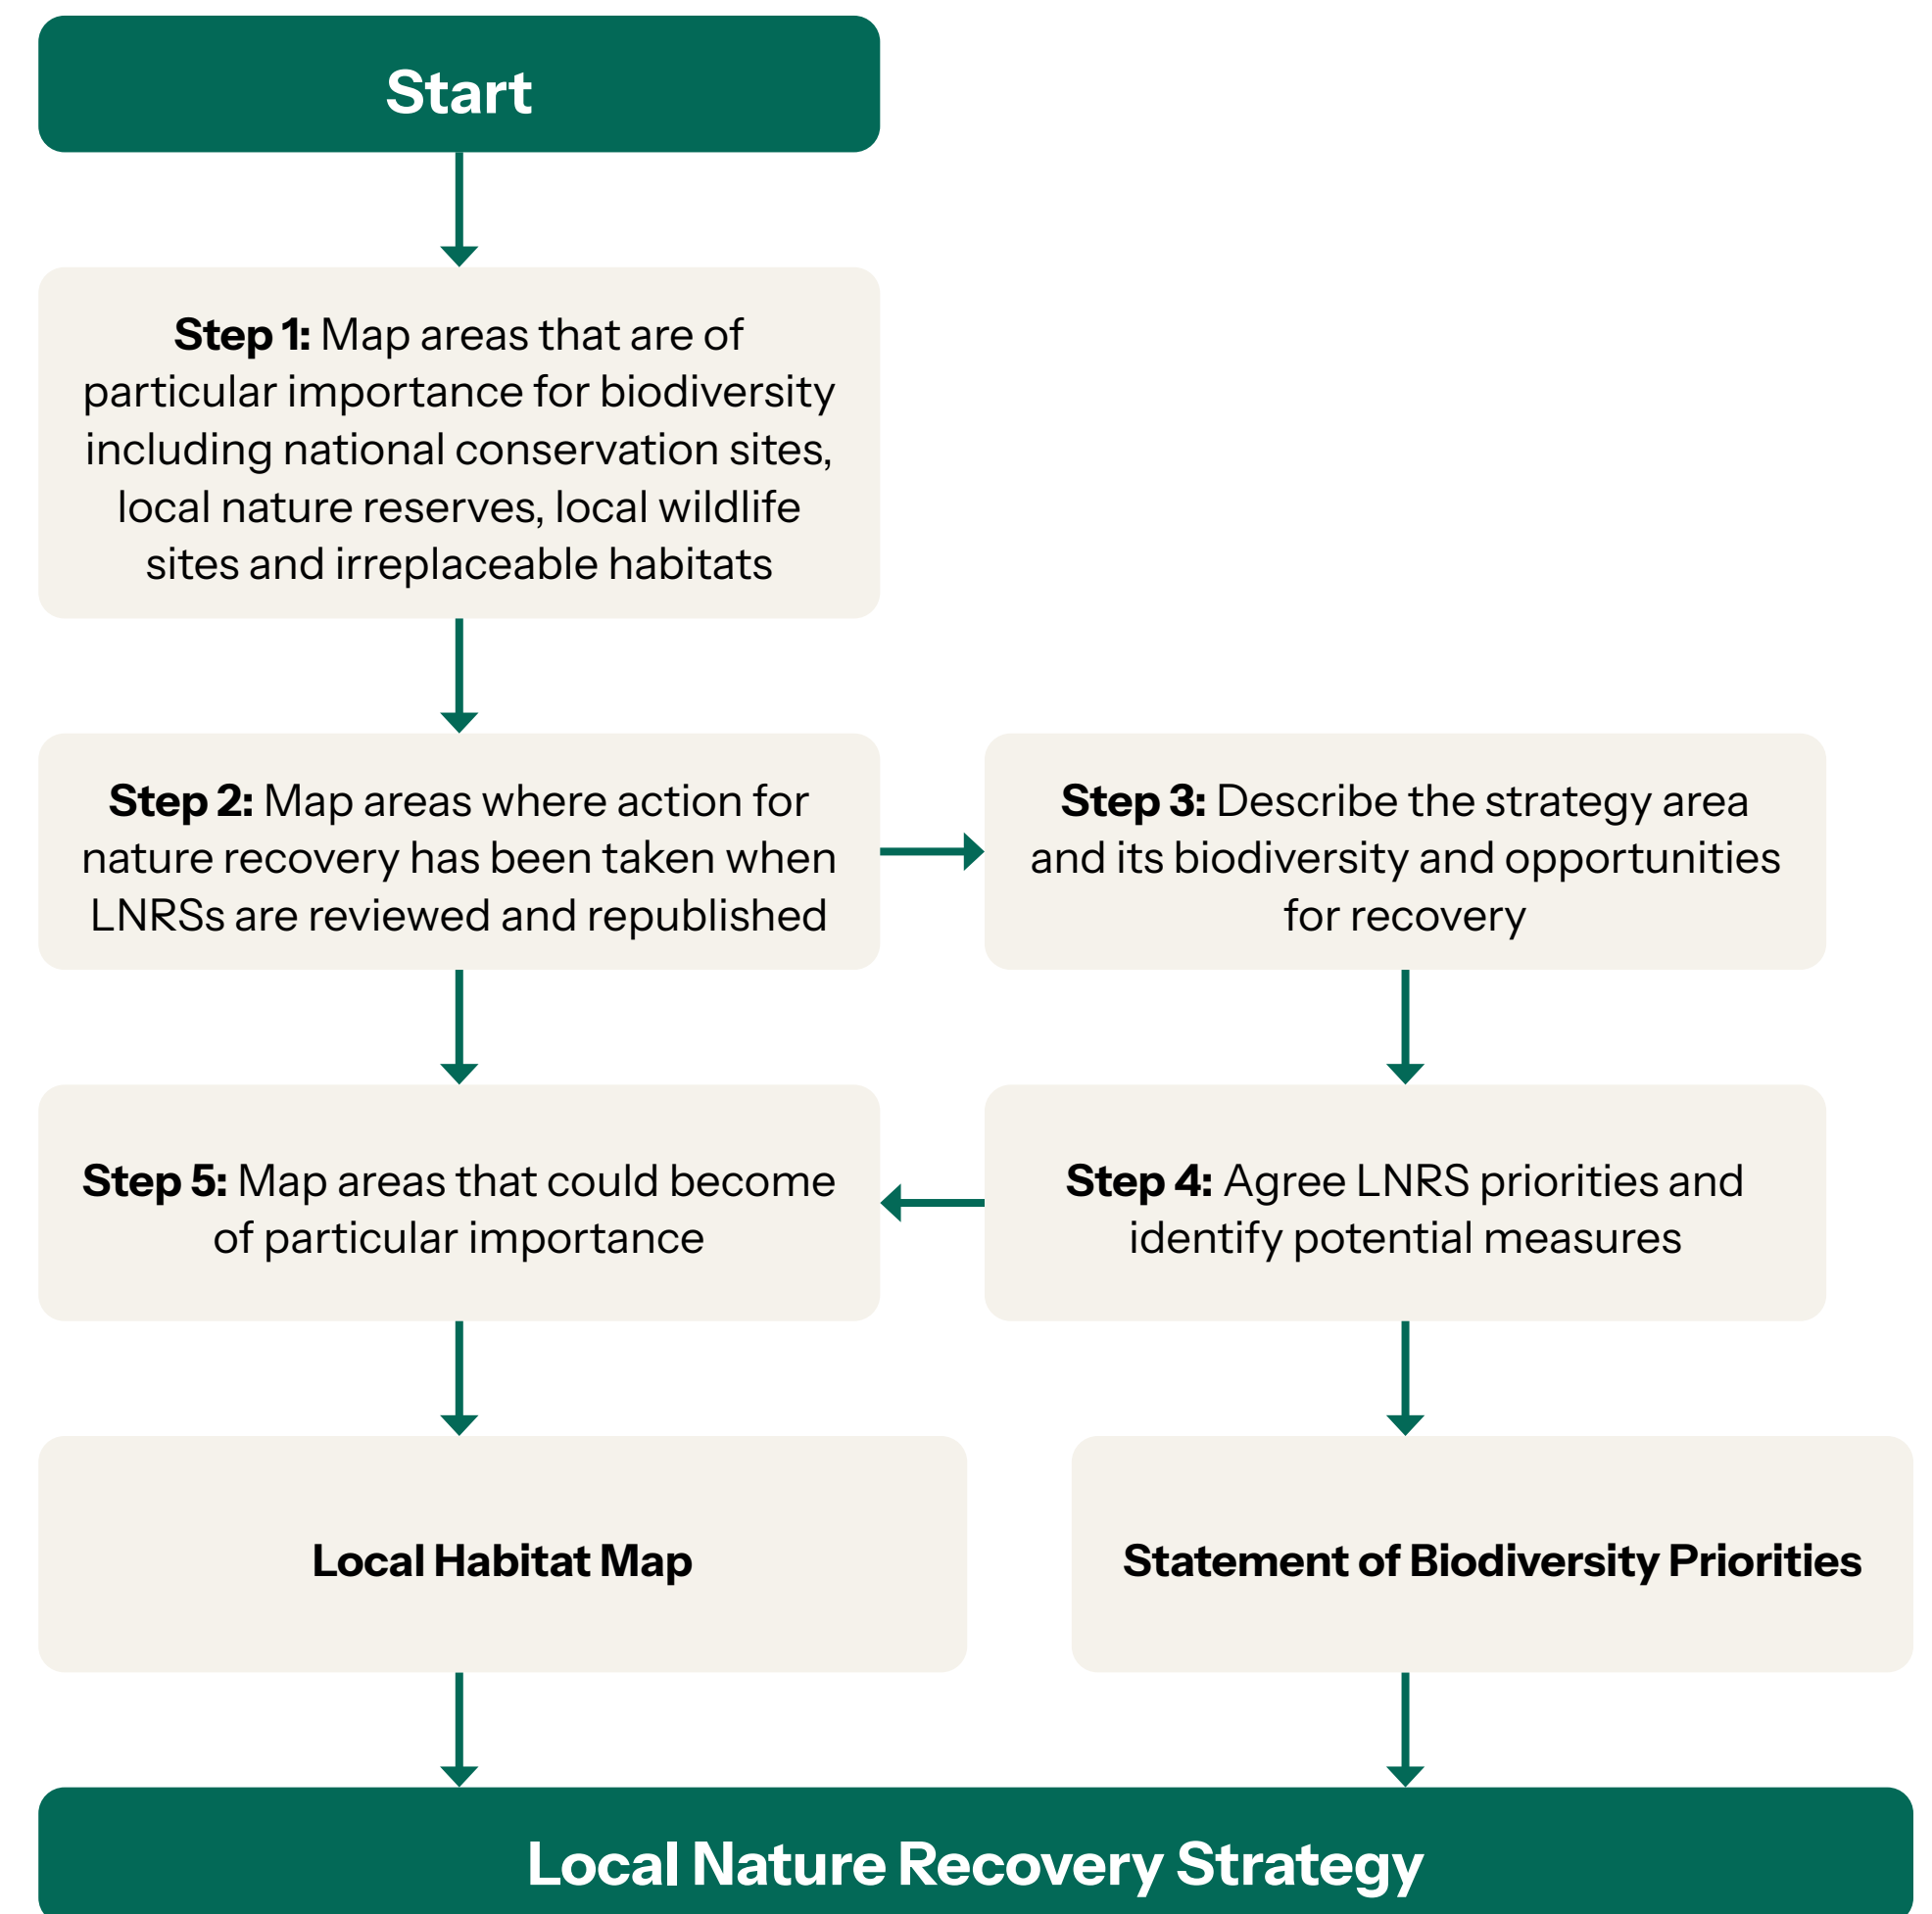 Start
Step 1: Map areas that are of
particular importance for biodiversity
including national conservation sites,
local nature reserves, local wildlife
sites and irreplaceable habitats
Step 2: Map areas where action for
nature recovery has been taken when
LNRSs are reviewed and republished
Step 3: Describe the strategy area
and its biodiversity and opportunities
for recovery
Step 4: Agree LNRS priorities and
identify potential measures
Step 5: Map areas that could become
of particular importance
Local Habitat Map
Statement of Biodiversity Priorities
Local Nature Recovery Strategy